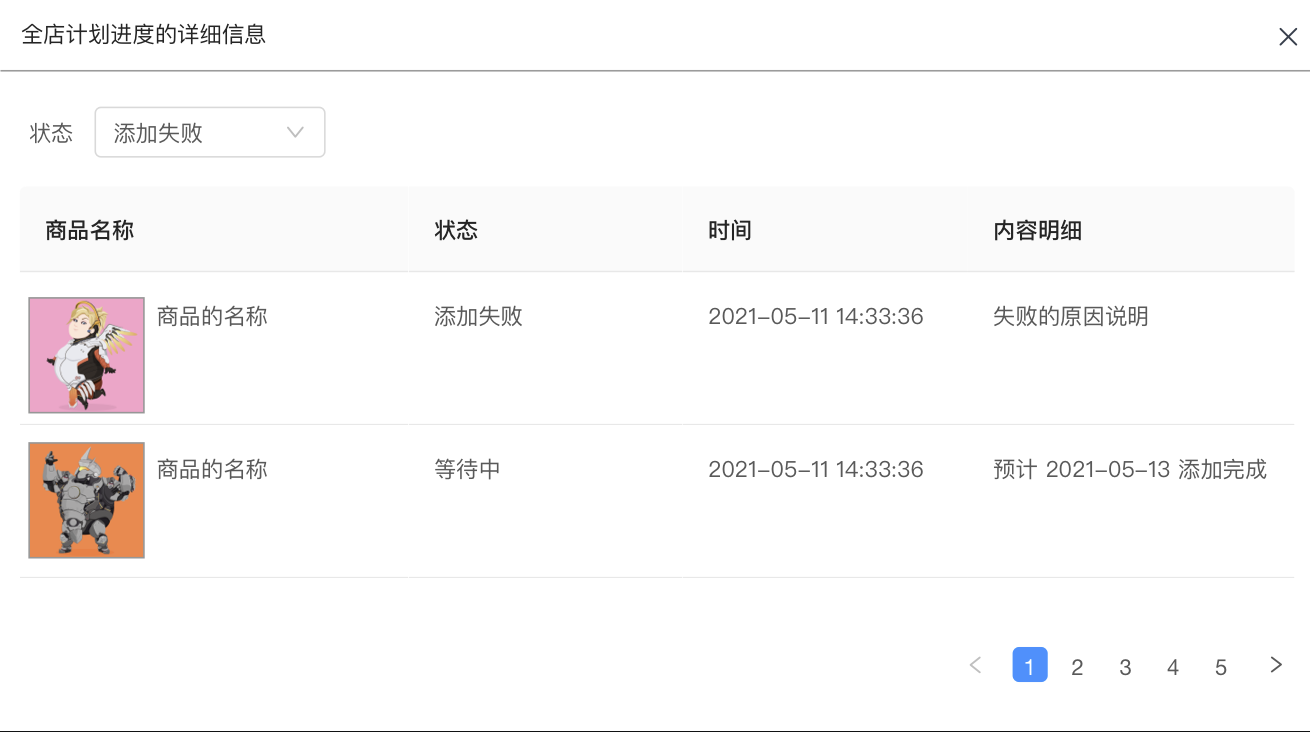 全店计划进度的详细信息
状态 添加失败
商品名称 状态 时间 内容明细
商品的名称 添加失败 2021-05-11 14:33:36 失败的原因说明
商品的名称 等待中 2021-05-11 14:33:36 预计 2021-05-13 添加完成
1 2 3 4 5